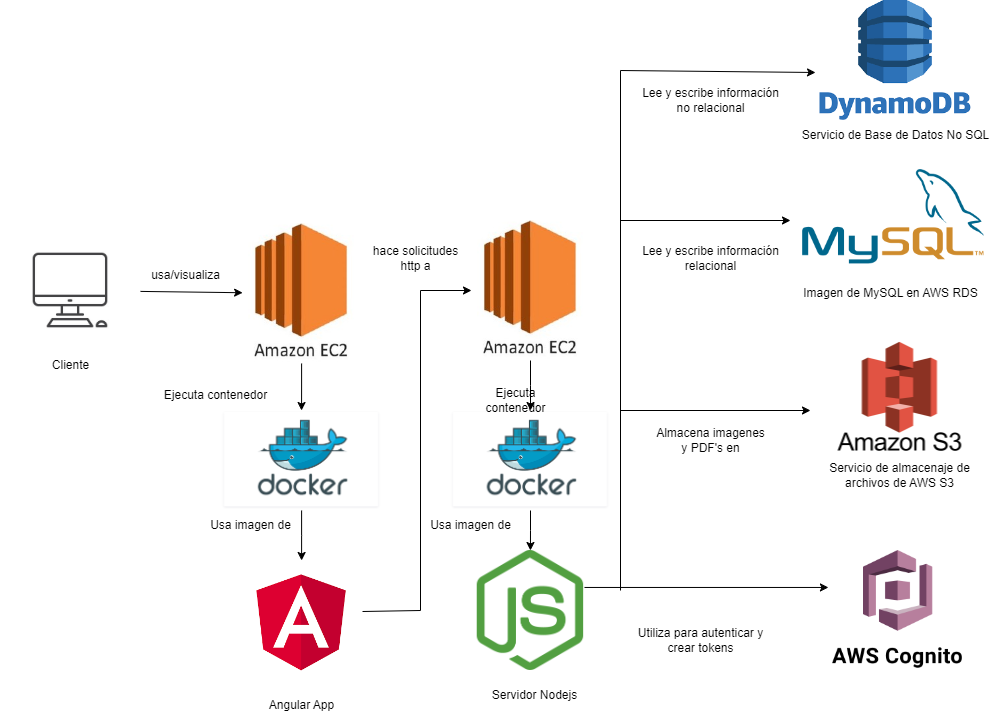 DynamoDB
Servicio de Base de Datos No SQL
Lee y escribe información
no relacional
MySQL
TM
Imagen de MySQL en AWS RDS
Lee y escribe información
relacional
usa/visualiza
Cliente
Amazon EC2
hace solicitudes
http a
Amazon EC2
Ejecuta contenedor
Ejecuta
contenedor
docker
docker
Almacena imagenes
y PDF's en
Amazon S3
Servicio de almacenaje de
archivos de AWS S3
Usa imagen de
Usa imagen de
A
Angular App
JS
Servidor Nodejs
Utiliza para autenticar y
crear tokens
AWS Cognito